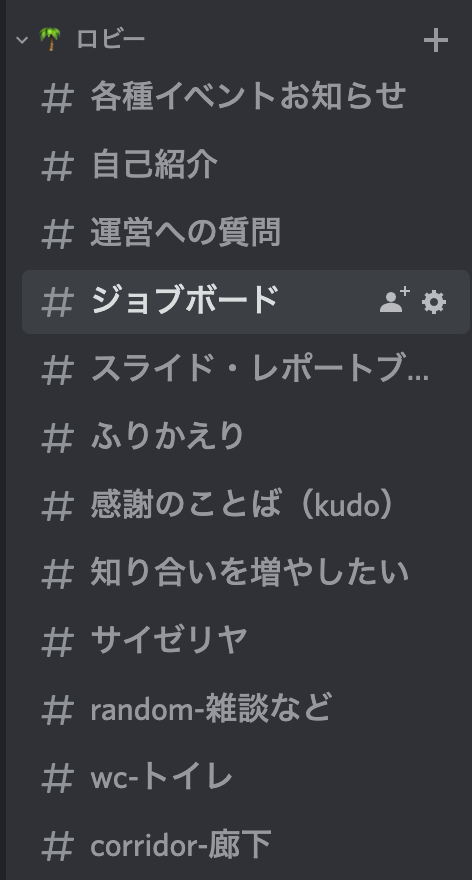 ロビー
各種イベントお知らせ
自己紹介
運営への質問
ジョブボード
スライド・レポートブ...
ふりかえり
感謝のことば（kudo）
知り合いを増やしたい
サイゼリヤ
random-雑談など
wc-トイレ
corridor-廊下